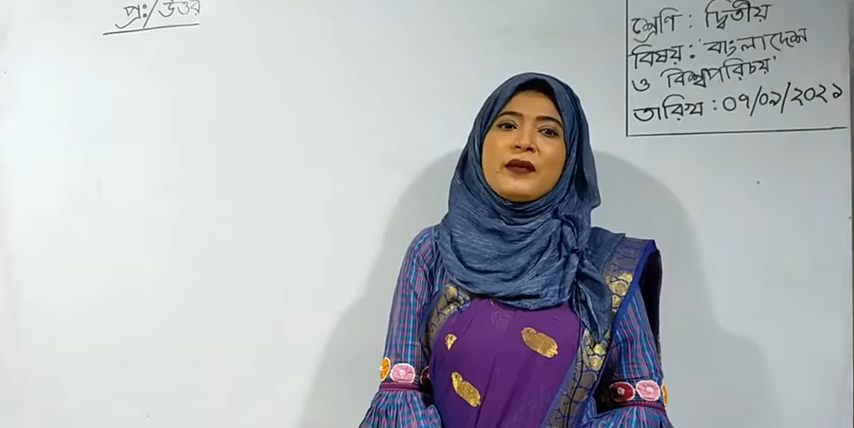 প্রঃ/উত্তর
শ্রেণি : দ্বিতীয়
বিষয় : 'বাংলাদেশ
ও বিশ্বপরিচয়'
তারিখ : ০৭/০৯/২০২১